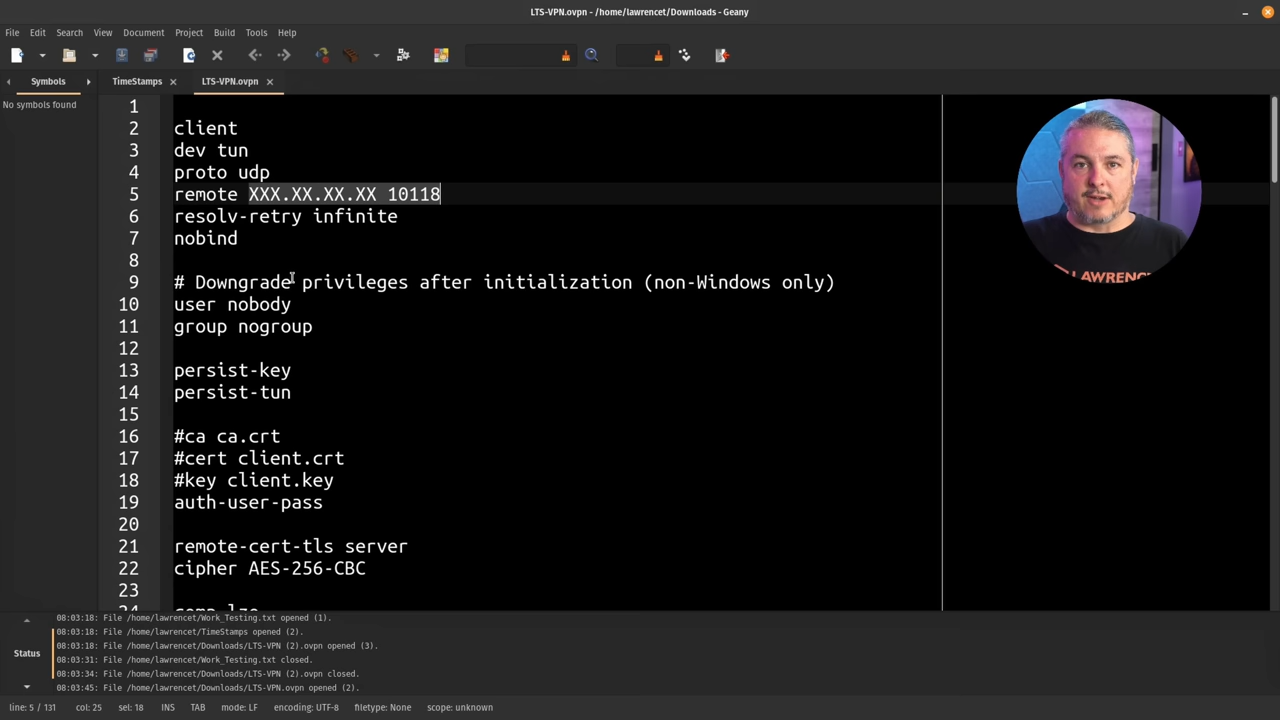 LTS-VPN.ovpn - /home/lawrencet/Downloads - Geany
File Edit Search View Document Project Build Tools Help
Symbols
TimeStamps
LTS-VPN.ovpn
No symbols found
1
2 client
3 dev tun
4 proto udp
5 remote XXX.XX.XX.XX 10118
6 resolv-retry infinite
7 nobind
8
9 # Downgrade privileges after initialization (non-Windows only)
10 user nobody
11 group nogroup
12
13 persist-key
14 persist-tun
15
16 #ca ca.crt
17 #cert client.crt
18 #key client.key
19 auth-user-pass
20
21 remote-cert-tls server
22 cipher AES-256-CBC
23
24 comp-lzo
LAWRENCE
Status
08:03:18: File /home/lawrencet/Work_Testing.txt opened (1).
08:03:18: File /home/lawrencet/TimeStamps opened (2).
08:03:18: File /home/lawrencet/Downloads/LTS-VPN (2).ovpn opened (3).
08:03:31: File /home/lawrencet/Work_Testing.txt closed.
08:03:34: File /home/lawrencet/Downloads/LTS-VPN (2).ovpn closed.
08:03:45: File /home/lawrencet/Downloads/LTS-VPN.ovpn opened (2).
line: 5 / 131 col: 25 sel: 18 INS TAB mode: LF encoding: UTF-8 filetype: None scope: unknown